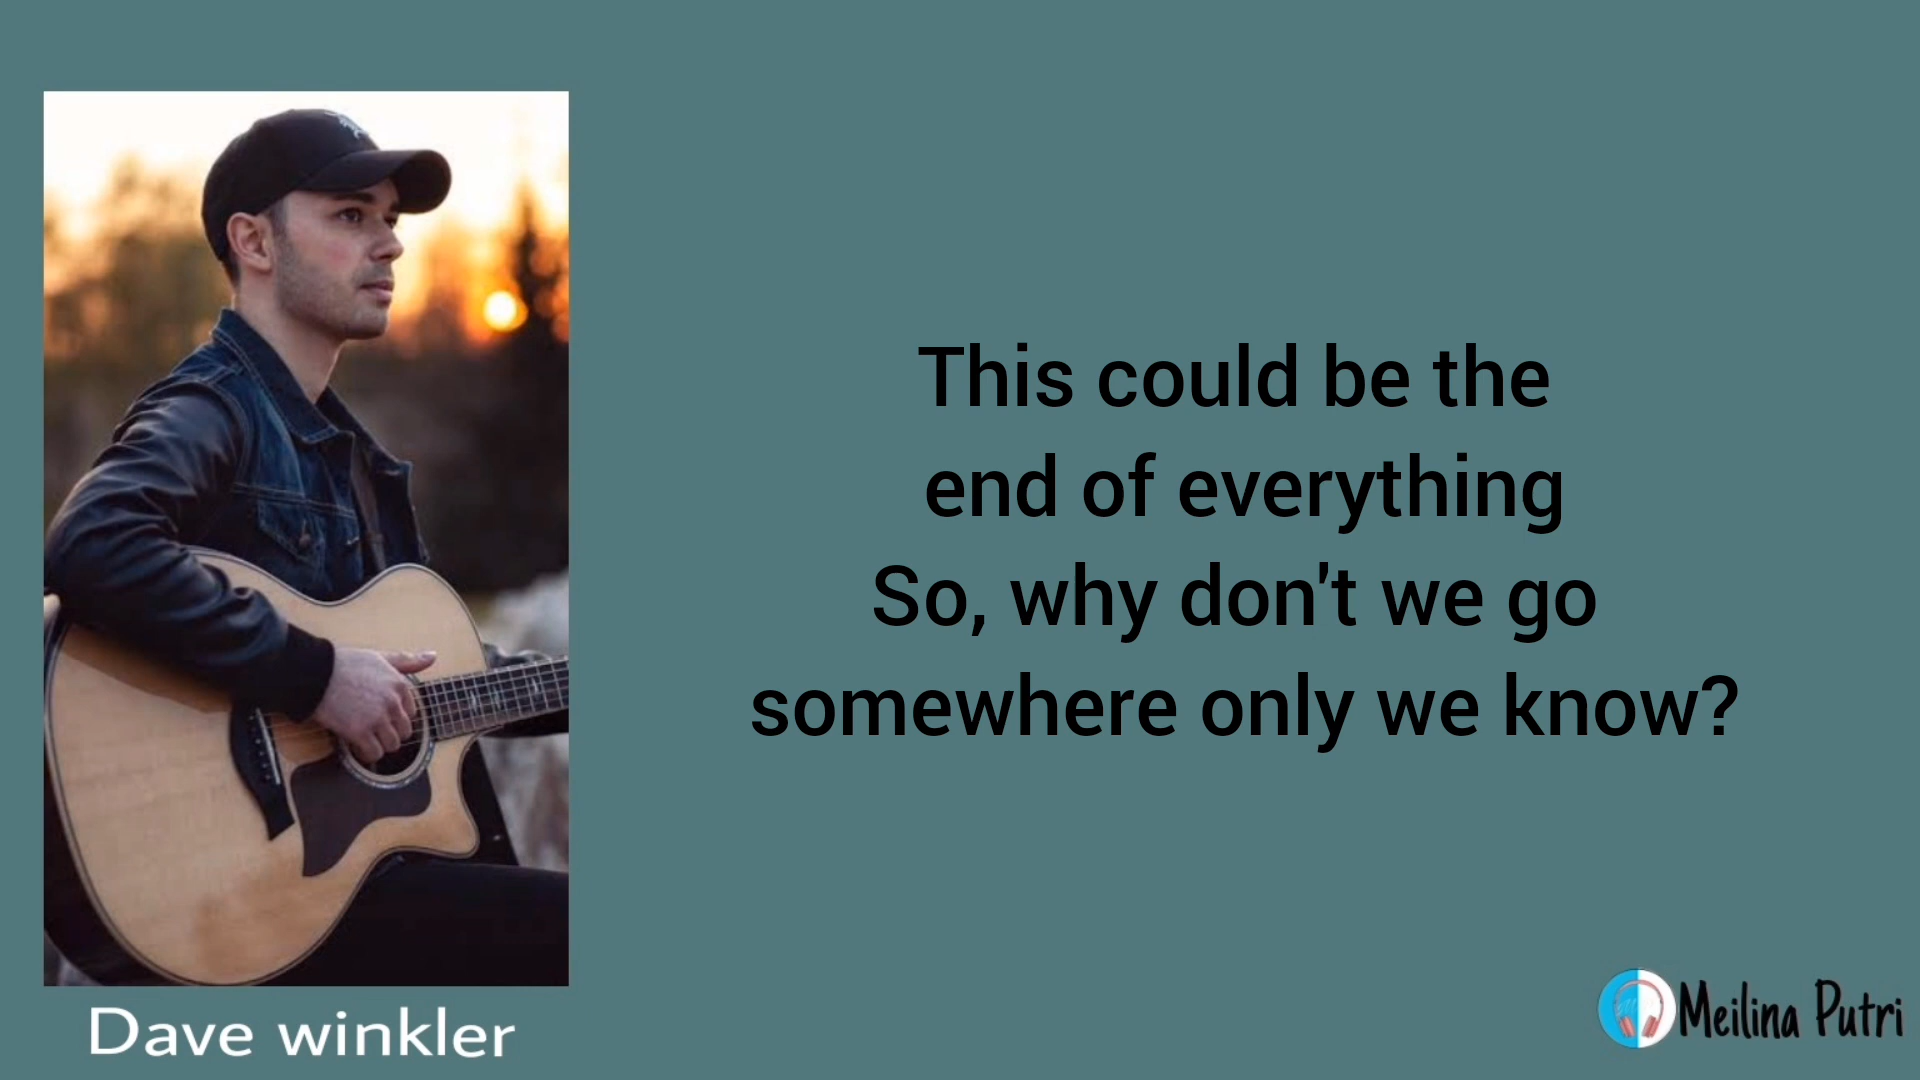 This could be the
end of everything
So, why don't we go
somewhere only we know?
Dave winkler
Meilina Putri